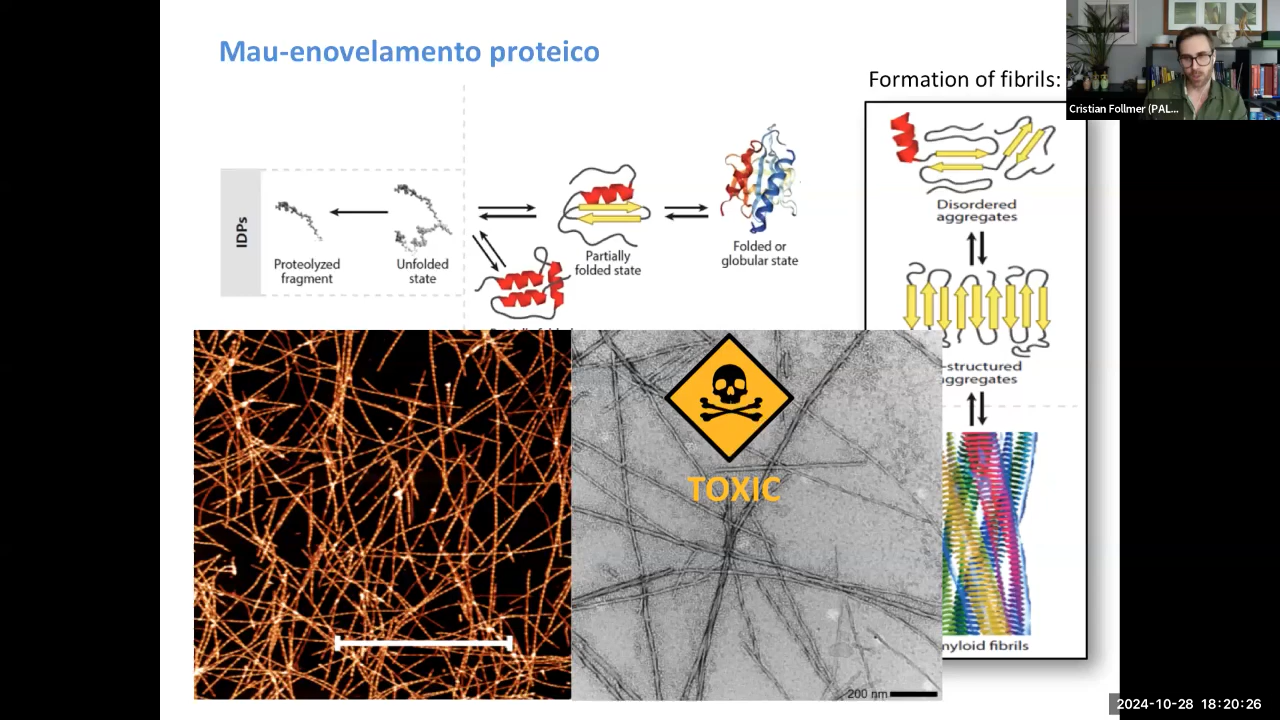 Mau-enovelamento proteico
Formation of fibrils:
Cristian Follmer (PAL...
IDPs
Proteolyzed
fragment
Unfolded
state
Partially
folded state
Folded or
globular state
Disordered
aggregates
-structured
aggregates
TOXIC
myloid fibrils
200 nm
2024-10-28 18:20:26